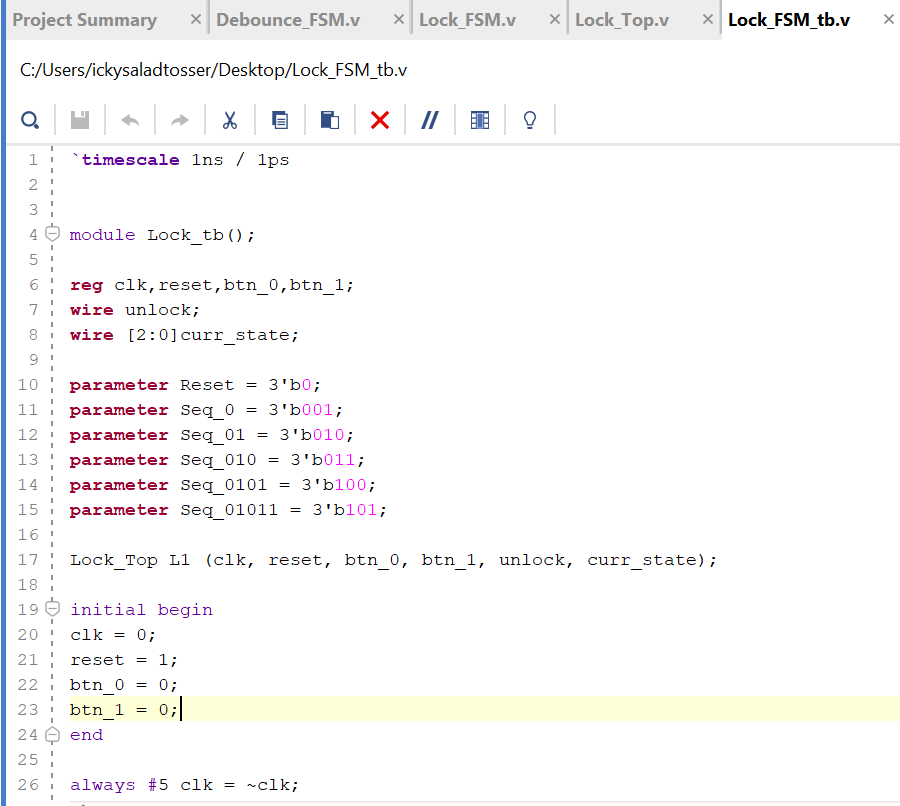 Project Summary × Debounce_FSM.v × Lock_FSM.v × Lock_Top.v × Lock_FSM_tb.v ×
C:/Users/ickysaladtosser/Desktop/Lock_FSM_tb.v
1 `timescale 1ns / 1ps
2
3
4 module Lock_tb();
5
6 reg clk,reset,btn_0,btn_1;
7 wire unlock;
8 wire [2:0]curr_state;
9
10 parameter Reset = 3'b0;
11 parameter Seq_0 = 3'b001;
12 parameter Seq_01 = 3'b010;
13 parameter Seq_010 = 3'b011;
14 parameter Seq_0101 = 3'b100;
15 parameter Seq_01011 = 3'b101;
16
17 Lock_Top L1 (clk, reset, btn_0, btn_1, unlock, curr_state);
18
19 initial begin
20 clk = 0;
21 reset = 1;
22 btn_0 = 0;
23 btn_1 = 0;
24 end
25
26 always #5 clk = ~clk;